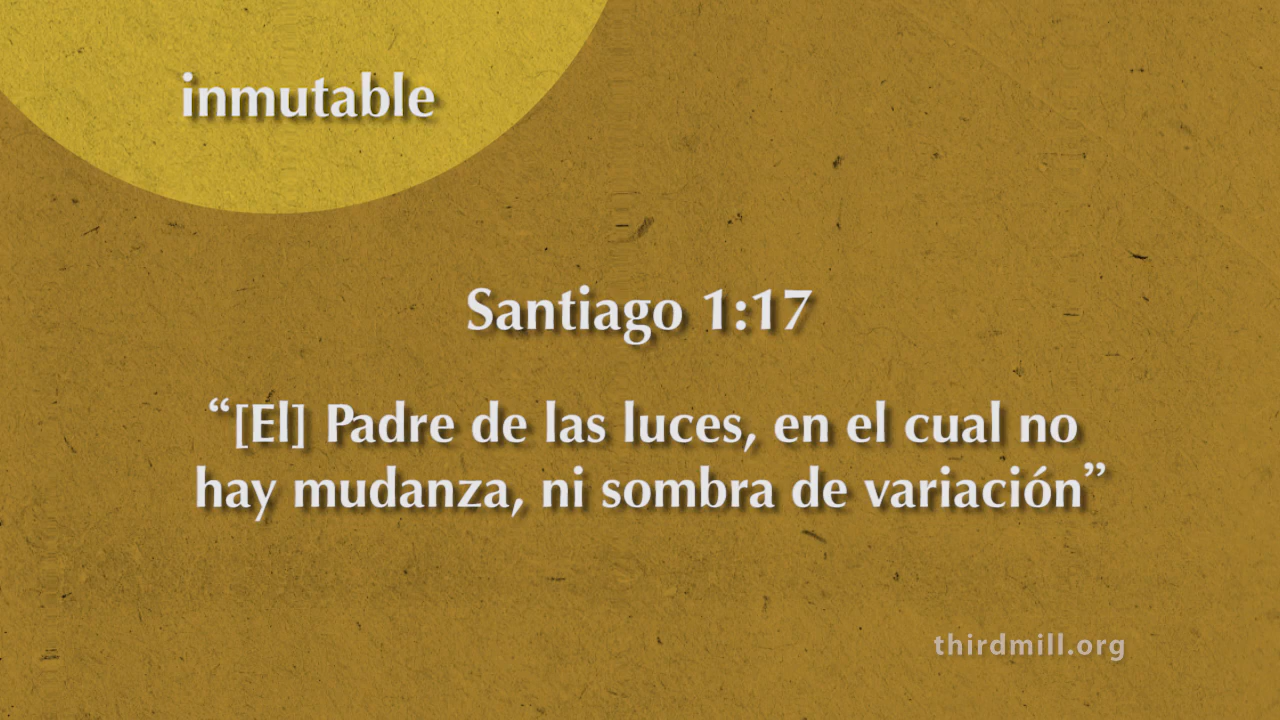 inmutable
Santiago 1:17
“[El] Padre de las luces, en el cual no
hay mudanza, ni sombra de variación”
thirdmill.org